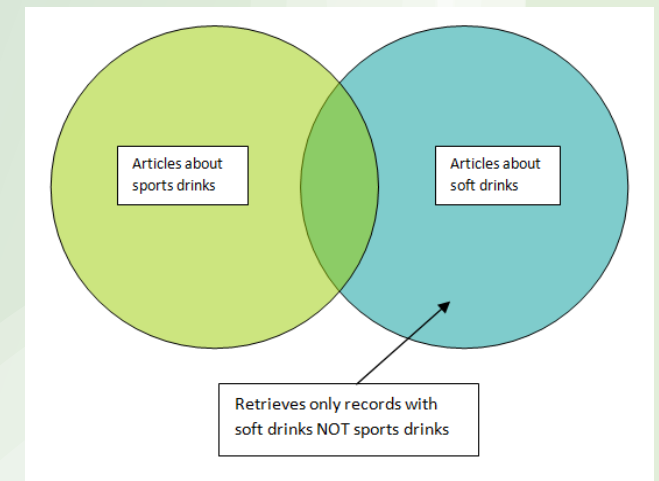 Articles about
sports drinks
Articles about
soft drinks
Retrieves only records with
soft drinks NOT sports drinks